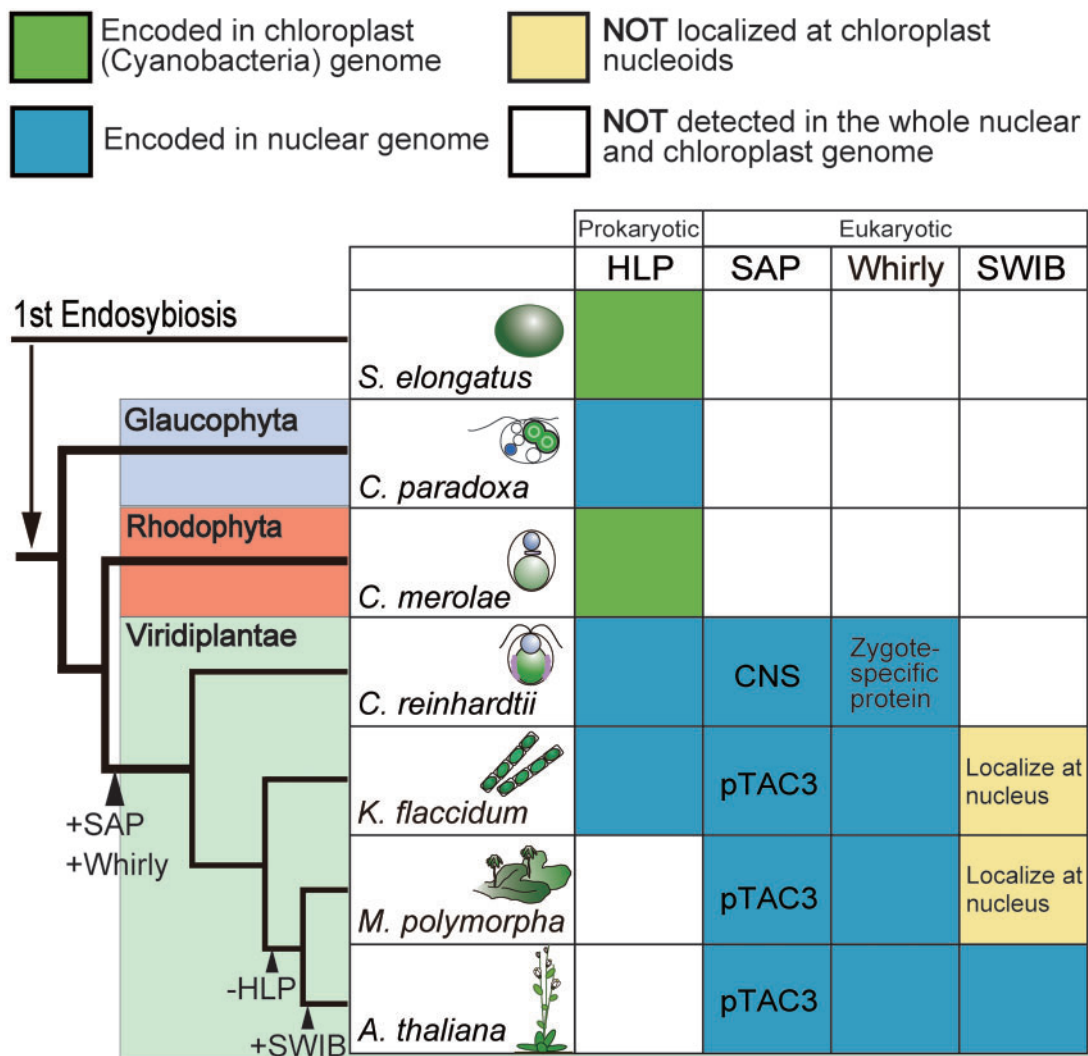 Encoded in chloroplast
(Cyanobacteria) genome
NOT localized at chloroplast
nucleoids
Encoded in nuclear genome
NOT detected in the whole nuclear
and chloroplast genome
Prokaryotic
Eukaryotic
HLP
SAP
Whirly
SWIB
1st Endosybiosis
S. elongatus
Glaucophyta
C. paradoxa
Rhodophyta
C. merolae
Viridiplantae
C. reinhardtii
CNS
Zygote-
specific
protein
K. flaccidum
pTAC3
Localize at
nucleus
+SAP
+Whirly
M. polymorpha
pTAC3
Localize at
nucleus
-HLP
A. thaliana
pTAC3
+SWIB